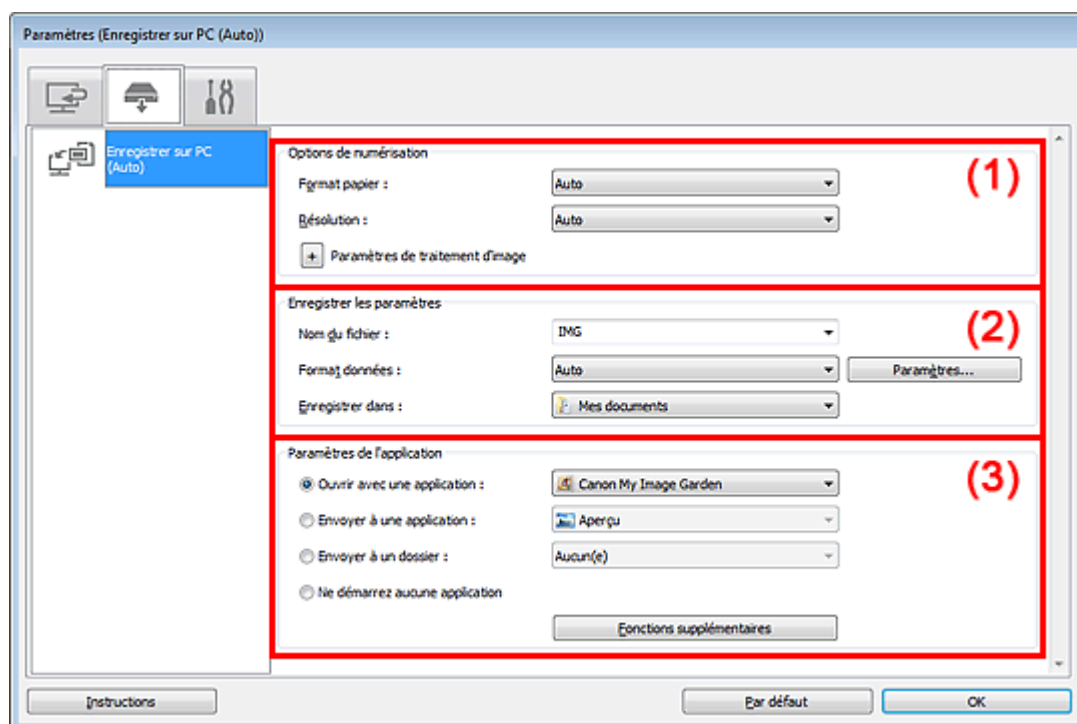 Paramètres (Enregistrer sur PC (Auto))
Enregistrer sur PC
(Auto)
Options de numérisation
(1)
Format papier :
Auto
Résolution :
Auto
+ Paramètres de traitement d'image
Enregistrer les paramètres
(2)
Nom du fichier :
IMG
Format données :
Auto
Paramètres...
Enregistrer dans :
Mes documents
Paramètres de l'application
(3)
Ouvrir avec une application :
Canon My Image Garden
Envoyer à une application :
Aperçu
Envoyer à un dossier :
Aucun(e)
Ne démarrez aucune application
Fonctions supplémentaires
Instructions
Par défaut
OK